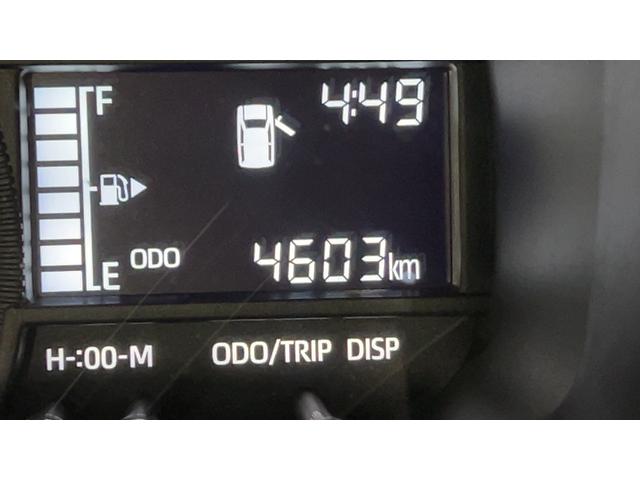 F
4:49
E
ODO
4603km
H-:00-M
ODO/TRIP DISP